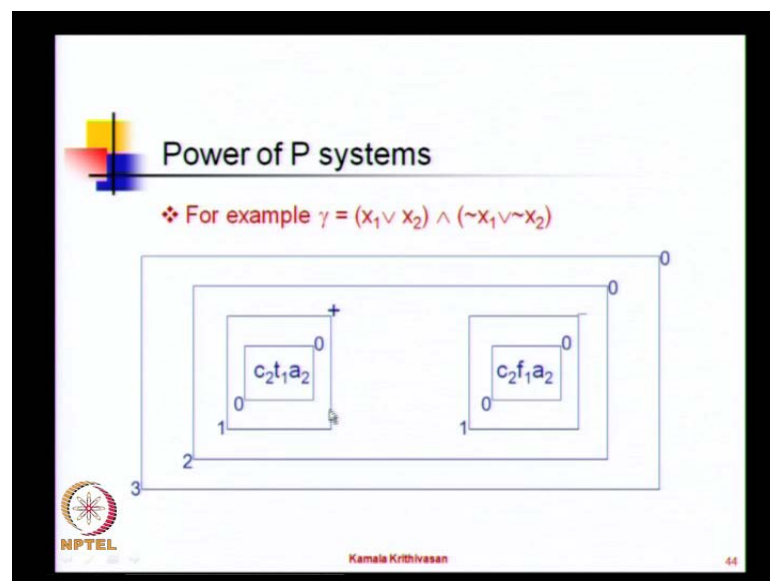 Power of P systems
❖ For example γ = (x₁∨ x₂) ∧ (~x₁∨~x₂)
0
0
+
−
0
0
c₂t₁a₂
c₂f₁a₂
0
0
1
1
2
3
NPTEL
Kamala Krithivasan
44